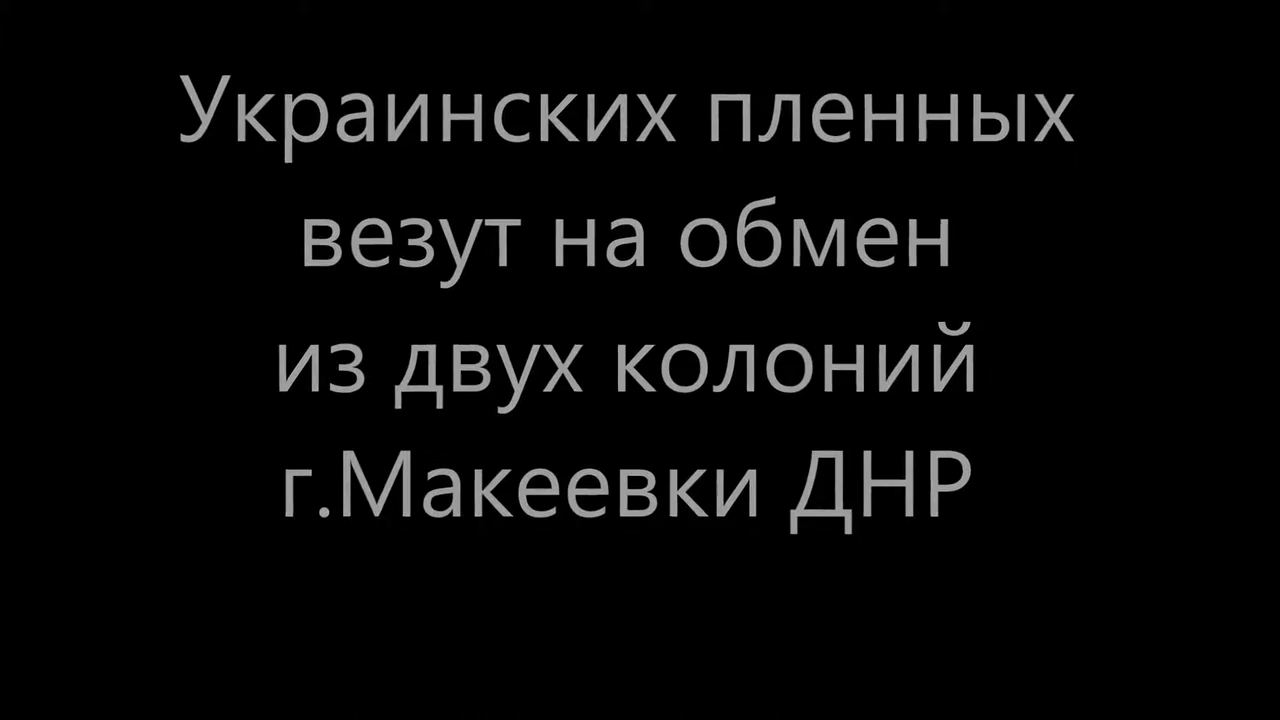 Украинских пленных
везут на обмен
из двух колоний
г.Макеевки ДНР